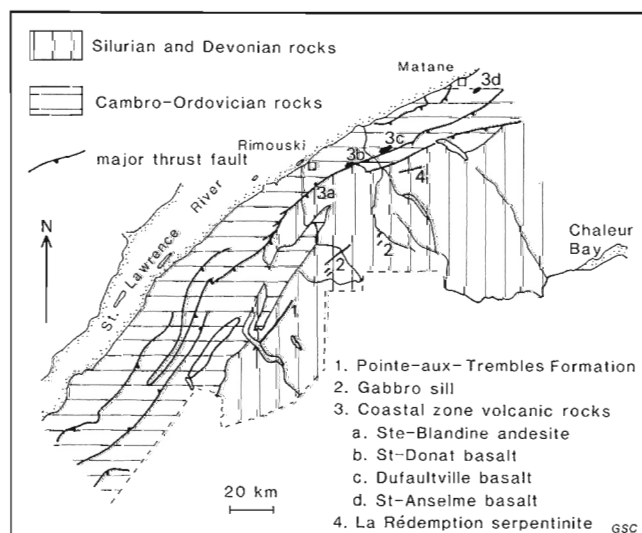 Silurian and Devonian rocks
Cambro-Ordovician rocks
major thrust fault
Matane
3d
3c
Rimouski
3b
4
3a
St. Lawrence River
N
Chaleur
Bay
2
2
1
1. Pointe-aux-Trembles Formation
2. Gabbro sill
3. Coastal zone volcanic rocks
a. Ste-Blandine andesite
b. St-Donat basalt
c. Dufaultville basalt
d. St-Anselme basalt
4. La Rédemption serpentinite
20 km
GSC